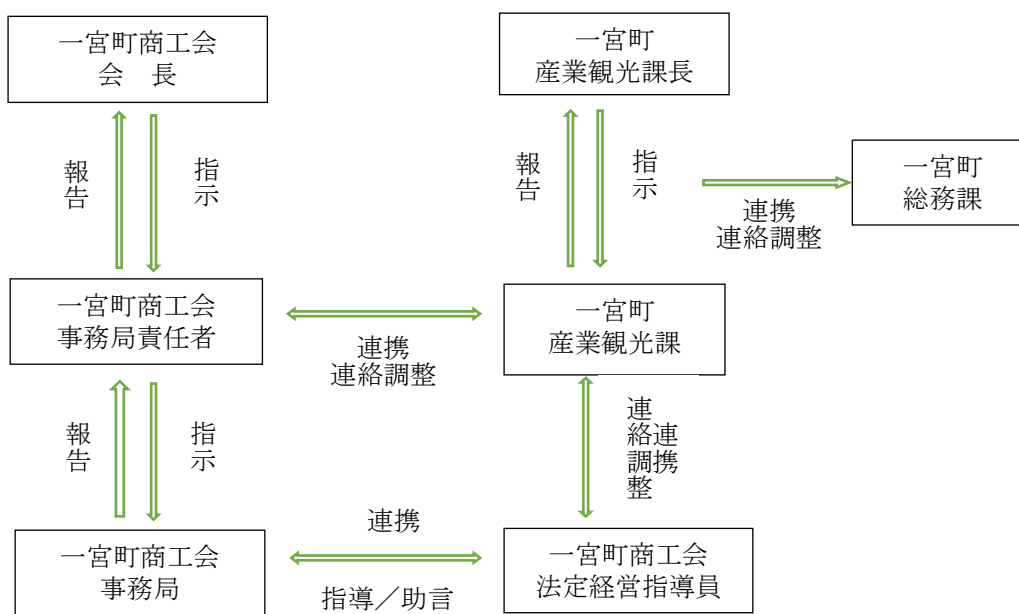 一宮町商工会
会　長
一宮町
産業観光課長
報告
指示
報告
指示
一宮町
総務課
連携
連絡調整
一宮町商工会
事務局責任者
一宮町
産業観光課
連携
連絡調整
報告
指示
連携
連絡調整
一宮町商工会
事務局
連携
指導／助言
一宮町商工会
法定経営指導員